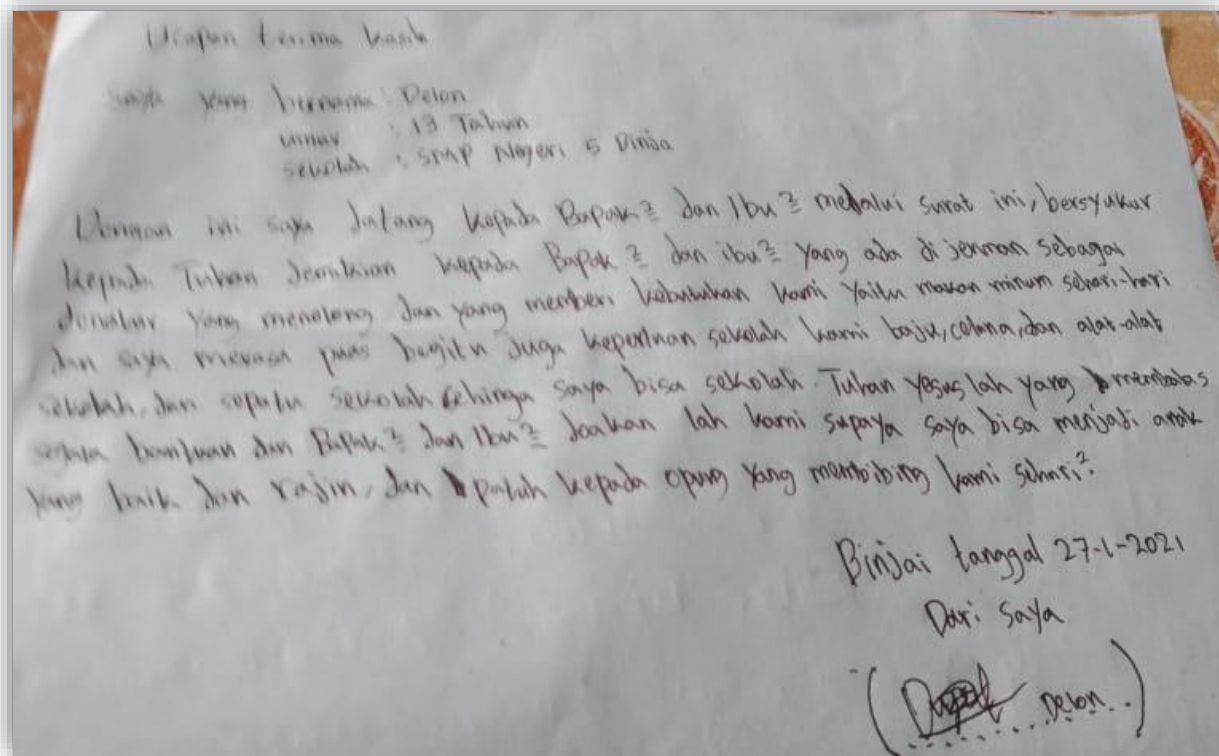 Ucapan terima kasih
saya yang bernama : Delon
umur : 13 Tahun
sekolah : SMP Negeri 5 Binjai
Dengan ini saya datang kepada Bapak² dan Ibu² melalui surat ini, bersyukur
kepada Tuhan demikian kepada Bapak² dan ibu² yang ada di jerman sebagai
donatur yang menolong dan yang memberi kebutuhan kami yaitu makan minum sehari-hari
dan saya merasa puas begitu juga keperluan sekolah kami baju, celana, dan alat-alat
sekolah, dan sepatu sekolah sehinga saya bisa sekolah Tuhan yesus lah yang membalas
segala bantuan dan Bapak² dan Ibu² doakan lah kami supaya saya bisa menjadi anak
yang baik dan rajin, dan patuh kepada opung yang membibing kami sehari².
Binjai tanggal 27-1-2021
Dari saya
( Delon )